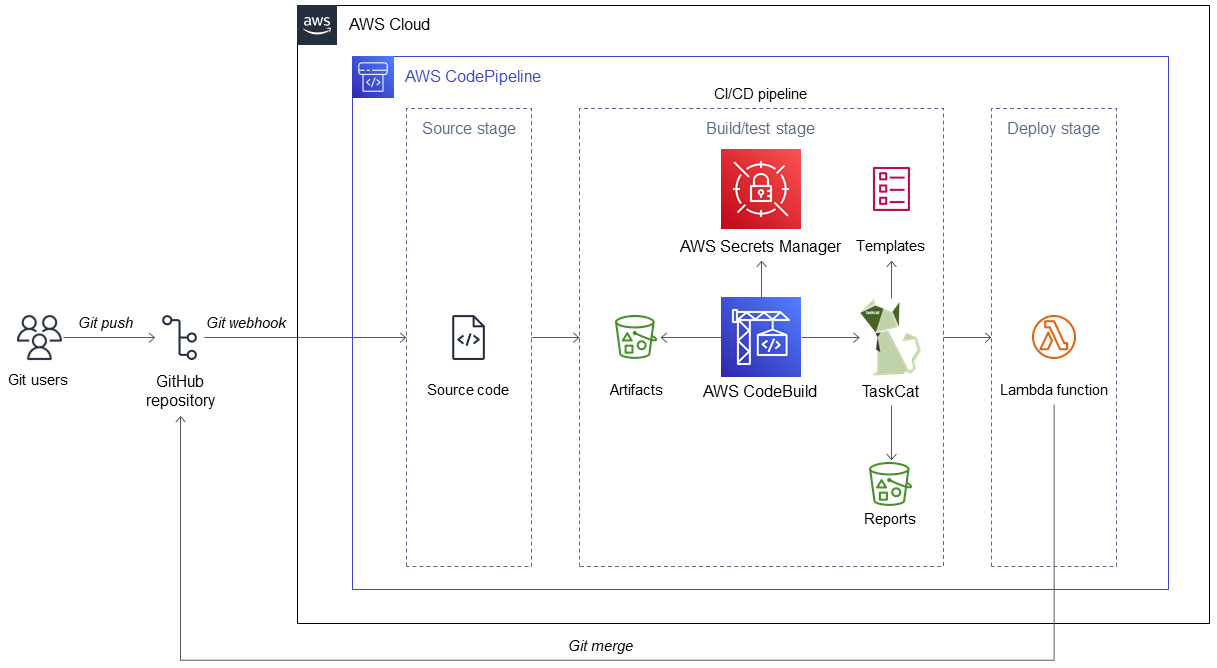 aws
AWS Cloud
AWS CodePipeline
CI/CD pipeline
Source stage
Build/test stage
Deploy stage
AWS Secrets Manager
Templates
Git push
Git webhook
</>
</>
taskcat
Git users
GitHub
repository
Source code
Artifacts
AWS CodeBuild
TaskCat
Lambda function
Reports
Git merge